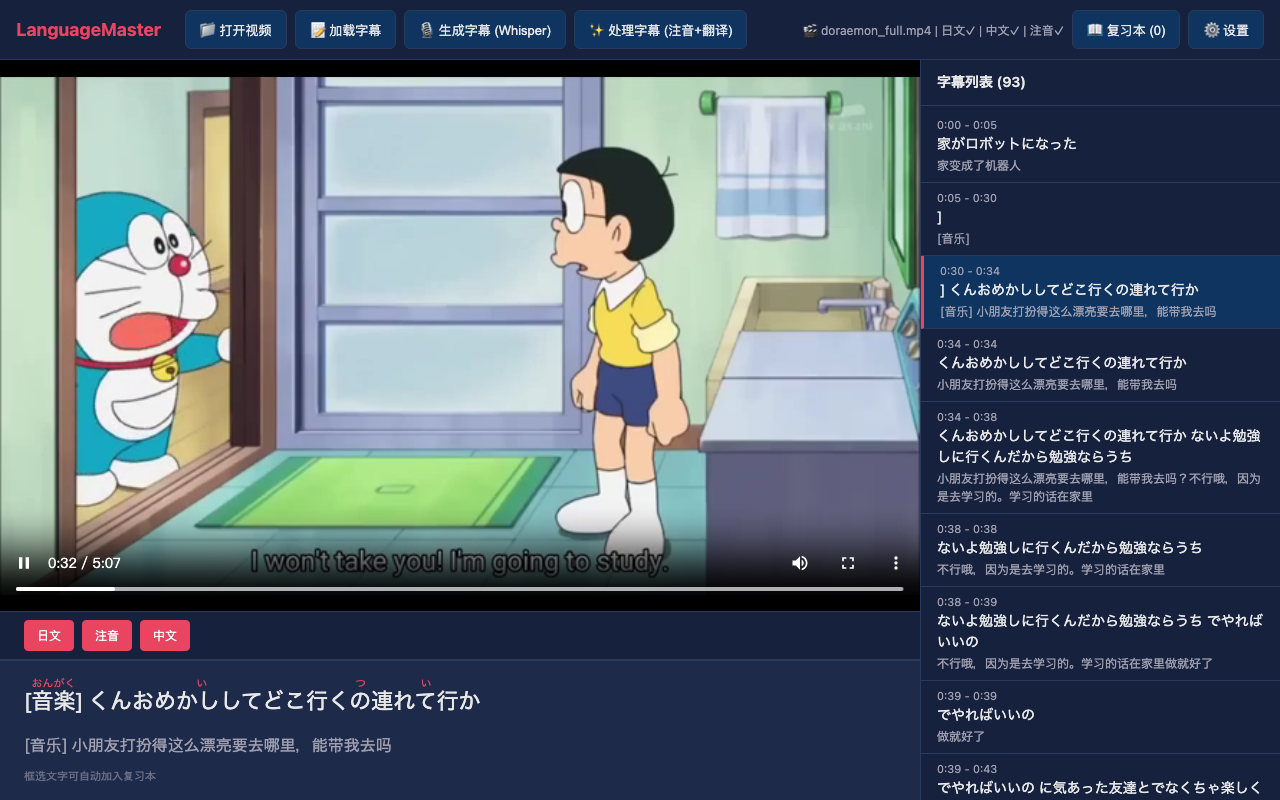 LanguageMaster
打开视频
加载字幕
生成字幕 (Whisper)
处理字幕 (注音+翻译)
doraemon_full.mp4 | 日文✓ | 中文✓ | 注音✓
复习本 (0)
设置
I won't take you! I'm going to study.
0:32 / 5:07
日文
注音
中文
おんがく い つ い
[音楽] くんおめかししてどこ行くの連れて行か
[音乐] 小朋友打扮得这么漂亮要去哪里，能带我去吗
框选文字可自动加入复习本
字幕列表 (93)
0:00 - 0:05
家がロボットになった
家变成了机器人
0:05 - 0:30
]
[音乐]
0:30 - 0:34
] くんおめかししてどこ行くの連れて行か
[音乐] 小朋友打扮得这么漂亮要去哪里，能带我去吗
0:34 - 0:34
くんおめかししてどこ行くの連れて行か
小朋友打扮得这么漂亮要去哪里，能带我去吗
0:34 - 0:38
くんおめかししてどこ行くの連れて行か ないよ勉強
しに行くんだから勉強ならうち
小朋友打扮得这么漂亮要去哪里，能带我去吗？不行哦，因为
是去学习的。学习的话在家里
0:38 - 0:38
ないよ勉強しに行くんだから勉強ならうち
不行哦，因为是去学习的。学习的话在家里
0:38 - 0:39
ないよ勉強しに行くんだから勉強ならうち でやれば
いいの
不行哦，因为是去学习的。学习的话在家里做就好了
0:39 - 0:39
でやればいいの
做就好了
0:39 - 0:43
でやればいいの に気あった友達とでなくちゃ楽しく